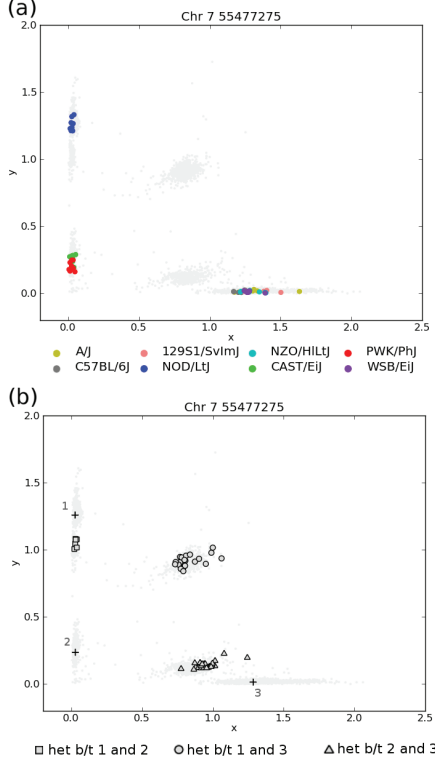 (a)
Chr 7 55477275
2.0
1.5
1.0
0.5
0.0
y
0.0 0.5 1.0 1.5 2.0 2.5
x
A/J 129S1/SvImJ NZO/HlLtJ PWK/PhJ
C57BL/6J NOD/LtJ CAST/EiJ WSB/EiJ
(b)
Chr 7 55477275
2.0
1.5
1
1.0
y
0.5
2
0.0
3
0.0 0.5 1.0 1.5 2.0 2.5
x
het b/t 1 and 2 het b/t 1 and 3 het b/t 2 and 3